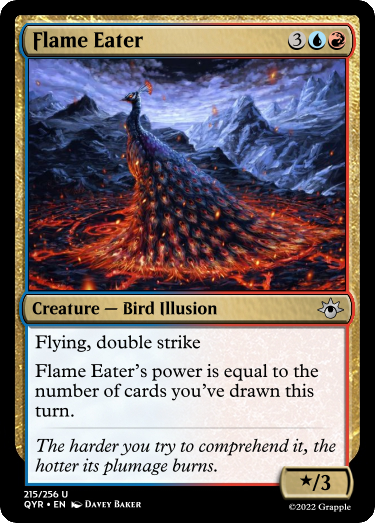 Flame Eater 3
Creature — Bird Illusion
Flying, double strike
Flame Eater's power is equal to the
number of cards you've drawn this
turn.
The harder you try to comprehend it, the
hotter its plumage burns.
★/3
215/256 U
QYR • EN Davey Baker
©2022 Grapple